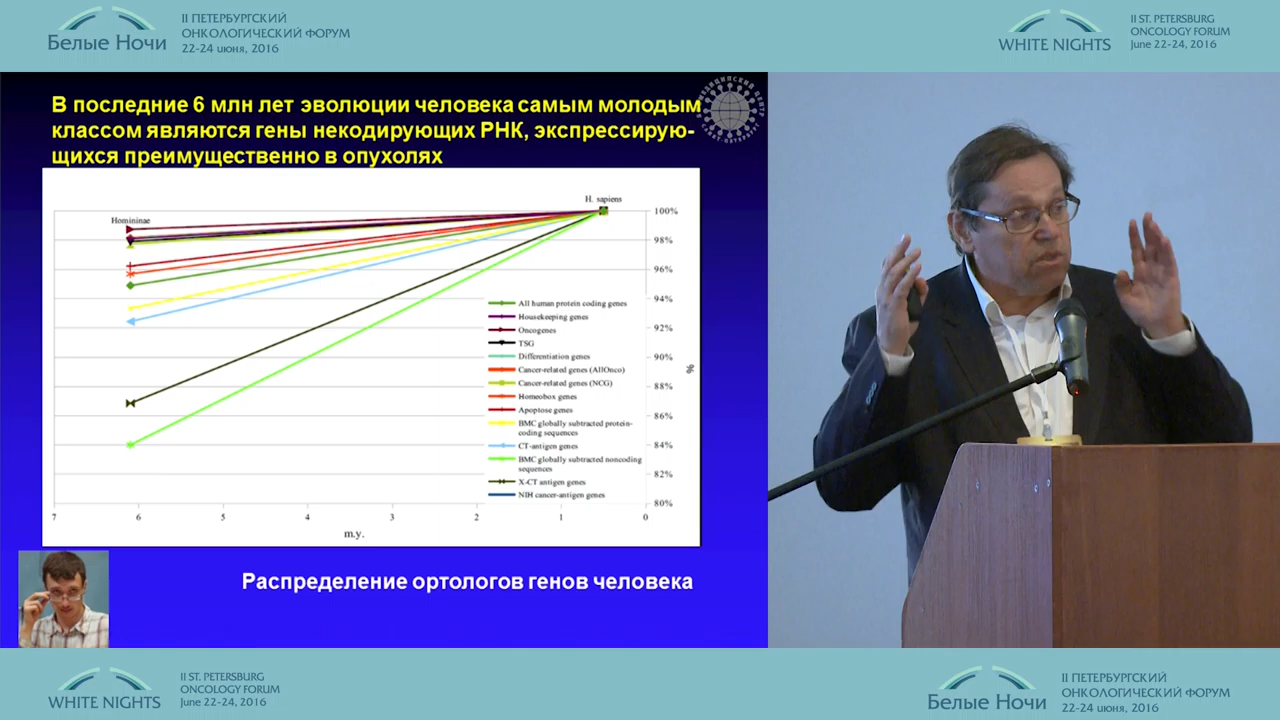 II ПЕТЕРБУРГСКИЙ
ОНКОЛОГИЧЕСКИЙ ФОРУМ
22-24 июня, 2016
Белые Ночи
II ST. PETERSBURG
ONCOLOGY FORUM
June 22-24, 2016
WHITE NIGHTS
В последние 6 млн лет эволюции человека самым молодым
классом являются гены некодирующих РНК, экспрессирую-
щихся преимущественно в опухолях
Homininae
H. sapiens
100%
98%
96%
94%
92%
90%
88%
86%
84%
82%
80%
%
All human protein coding genes
Housekeeping genes
Oncogenes
TSG
Differentiation genes
Cancer-related genes (AllOnco)
Cancer-related genes (NCG)
Homeobox genes
Apoptose genes
BMC globally subtracted protein-
coding sequences
CT-antigen genes
BMC globally subtracted noncoding
sequences
X-CT antigen genes
NIH cancer-antigen genes
7 6 5 4 3 2 1 0
m.y.
Распределение ортологов генов человека
II ST. PETERSBURG
ONCOLOGY FORUM
June 22-24, 2016
WHITE NIGHTS
II ПЕТЕРБУРГСКИЙ
ОНКОЛОГИЧЕСКИЙ ФОРУМ
22-24 июня, 2016
Белые Ночи